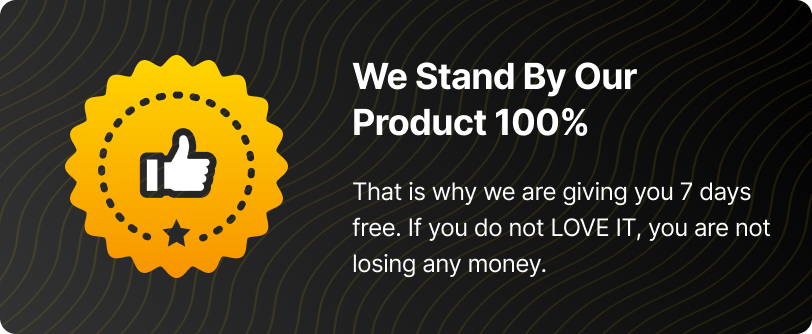 We Stand By Our
Product 100%
That is why we are giving you 7 days
free. If you do not LOVE IT, you are not
losing any money.